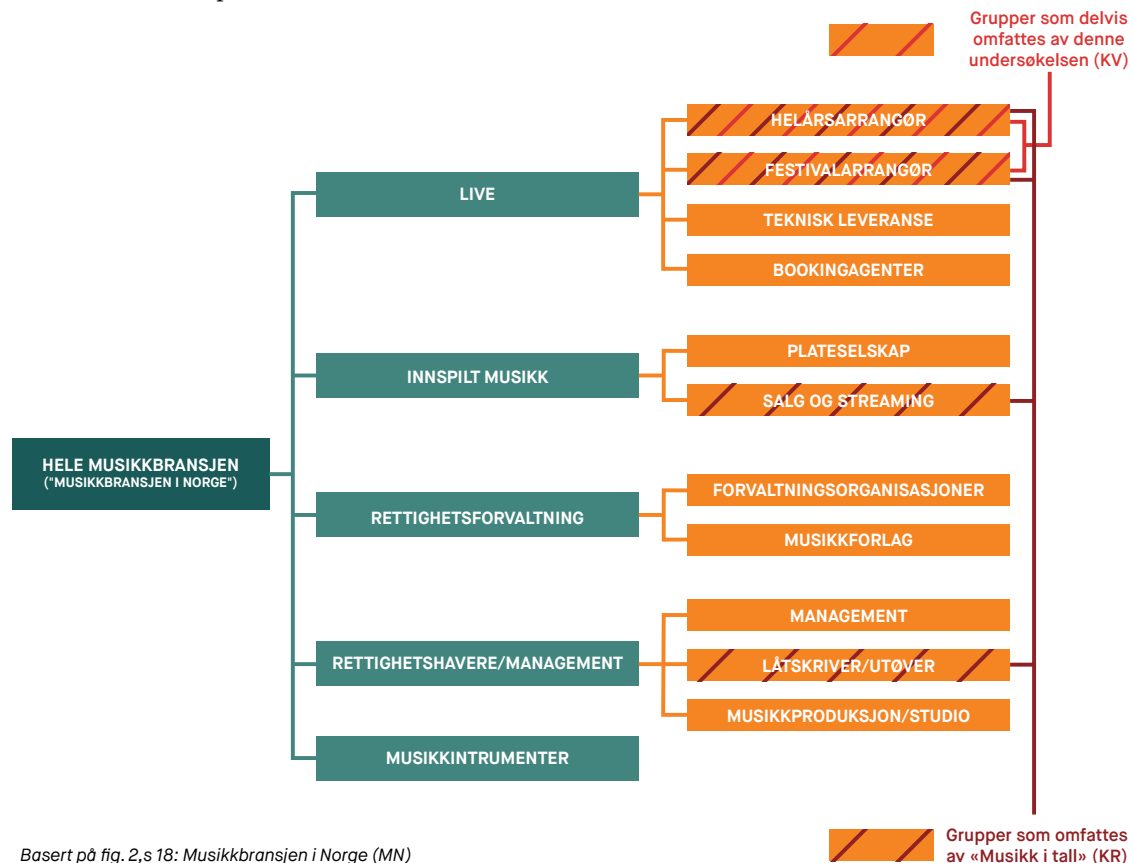 Grupper som delvis
omfattes av denne
undersøkelsen (KV)
HELÅRSARRANGØR
FESTIVALARRANGØR
LIVE
TEKNISK LEVERANSE
BOOKINGAGENTER
PLATESELSKAP
INNSPILT MUSIKK
SALG OG STREAMING
HELE MUSIKKBRANSJEN
("MUSIKKBRANSJEN I NORGE")
FORVALTNINGSORGANISASJONER
RETTIGHETSFORVALTNING
MUSIKKFORLAG
MANAGEMENT
RETTIGHETSHAVERE/MANAGEMENT
LÅTSKRIVER/UTØVER
MUSIKKPRODUKSJON/STUDIO
MUSIKKINTRUMENTER
Basert på fig. 2,s 18: Musikkbransjen i Norge (MN)
Grupper som omfattes
av «Musikk i tall» (KR)